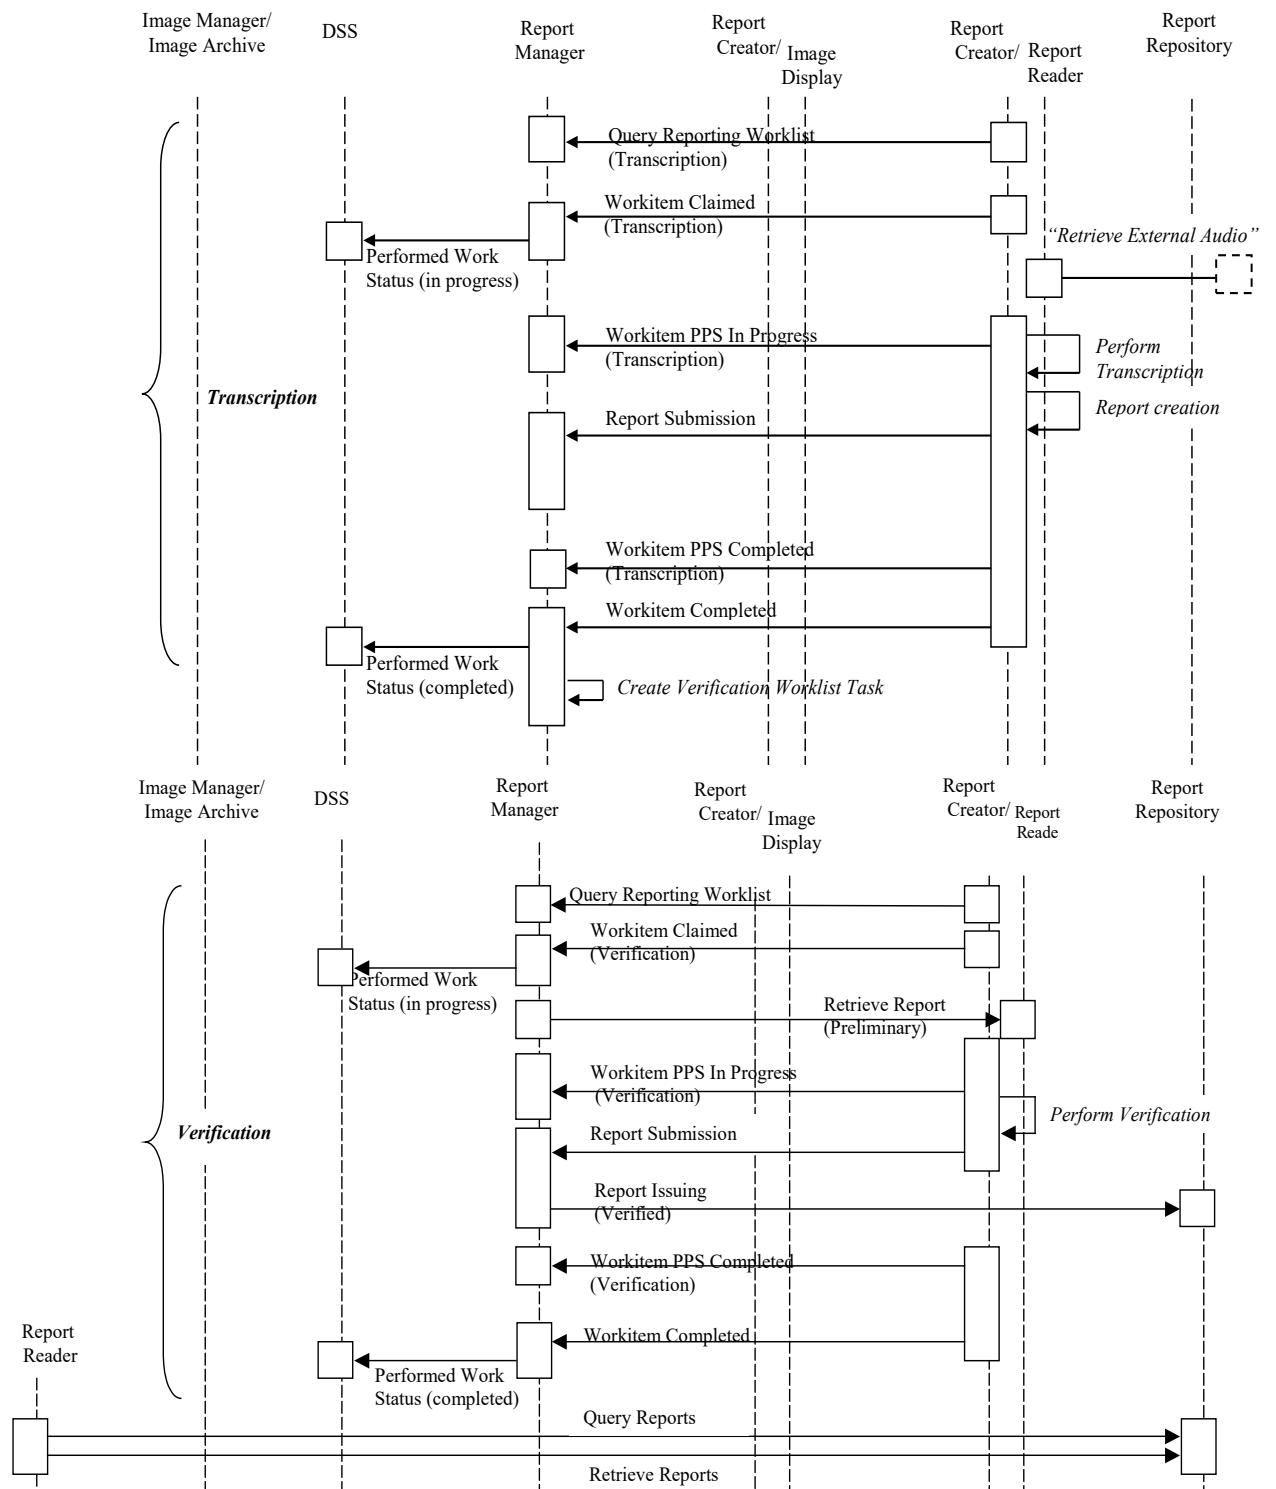 Image Manager/
Image Archive
DSS
Report
Manager
Report
Creator/
Image
Display
Report
Creator/
Report
Reader
Report
Repository
Query Reporting Worklist
(Transcription)
Workitem Claimed
(Transcription)
Performed Work
Status (in progress)
“Retrieve External Audio”
Workitem PPS In Progress
(Transcription)
Perform
Transcription
Transcription
Report creation
Report Submission
Workitem PPS Completed
(Transcription)
Workitem Completed
Performed Work
Status (completed)
Create Verification Worklist Task
Image Manager/
Image Archive
DSS
Report
Manager
Report
Creator/
Image
Display
Report
Creator/
Report
Reade
Report
Repository
Query Reporting Worklist
Workitem Claimed
(Verification)
Performed Work
Status (in progress)
Retrieve Report
(Preliminary)
Workitem PPS In Progress
(Verification)
Perform Verification
Verification
Report Submission
Report Issuing
(Verified)
Workitem PPS Completed
(Verification)
Report
Reader
Workitem Completed
Performed Work
Status (completed)
Query Reports
Retrieve Reports